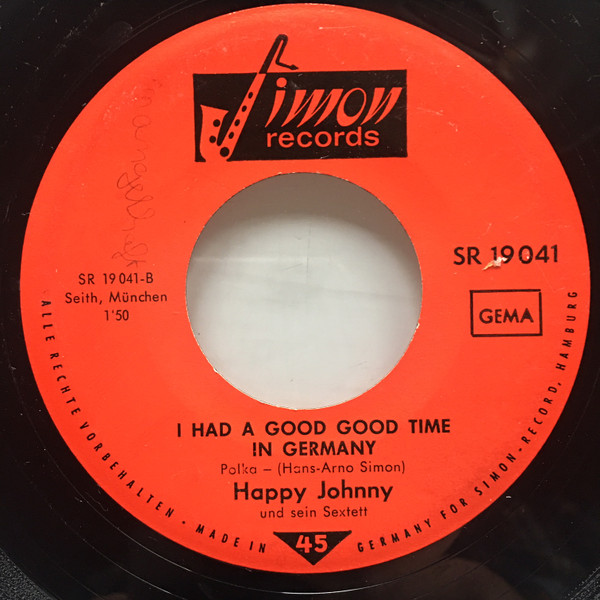 Simon
records
SR 19041
GEMA
SR 19041-B
Seith, München
1'50
I HAD A GOOD GOOD TIME
IN GERMANY
Polka – (Hans-Arno Simon)
Happy Johnny
und sein Sextett
45
ALLE RECHTE VORBEHALTEN · MADE IN GERMANY FOR SIMON-RECORD, HAMBURG